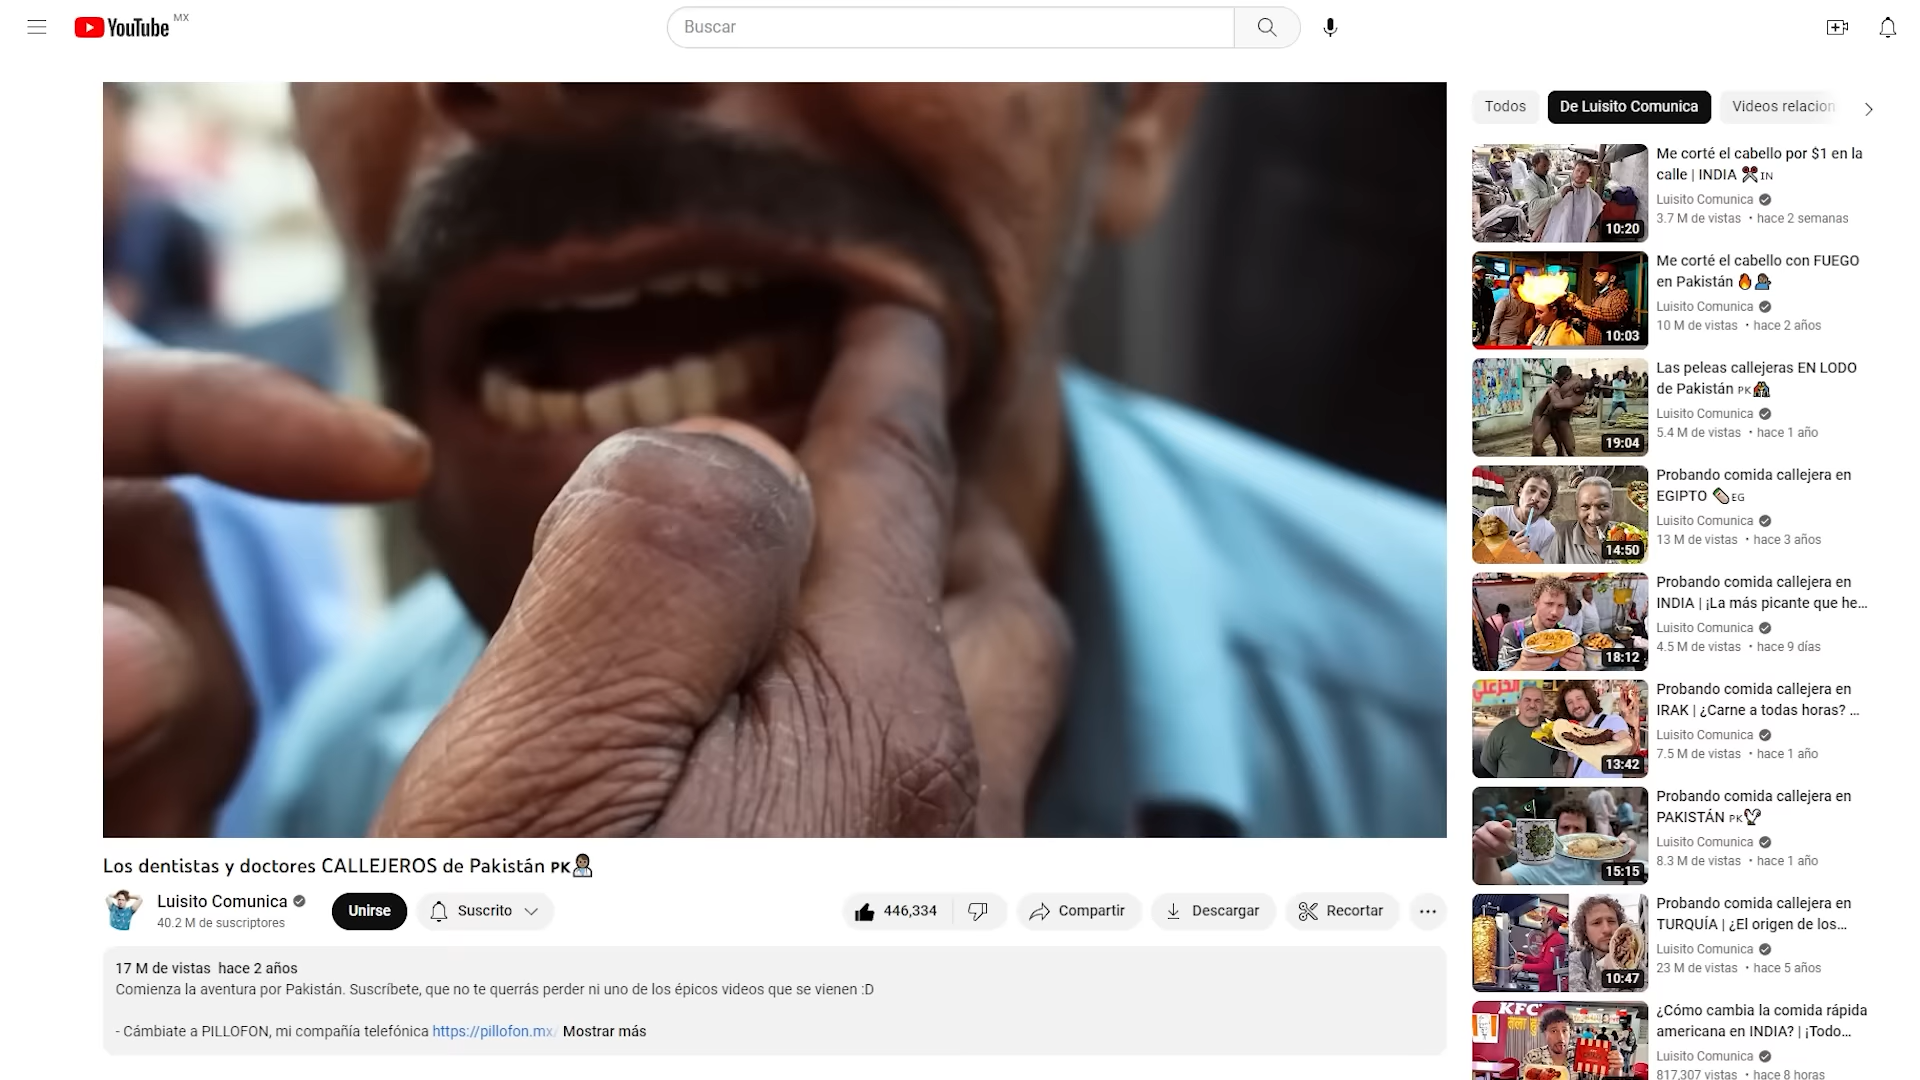 YouTube MX
Buscar
Todos
De Luisito Comunica
Videos relacion
Me corté el cabello por $1 en la
calle | INDIA ✂️🇮🇳
Luisito Comunica
3.7 M de vistas • hace 2 semanas
10:20
Me corté el cabello con FUEGO
en Pakistán 🔥💇🏽‍♂️
Luisito Comunica
10 M de vistas • hace 2 años
10:03
Las peleas callejeras EN LODO
de Pakistán 🇵🇰
Luisito Comunica
5.4 M de vistas • hace 1 año
19:04
Probando comida callejera en
EGIPTO 🇪🇬
Luisito Comunica
13 M de vistas • hace 3 años
14:50
Probando comida callejera en
INDIA | ¡La más picante que he...
Luisito Comunica
4.5 M de vistas • hace 9 días
18:12
Probando comida callejera en
IRAK | ¿Carne a todas horas? ...
Luisito Comunica
7.5 M de vistas • hace 1 año
13:42
Probando comida callejera en
PAKISTÁN 🇵🇰
Luisito Comunica
8.3 M de vistas • hace 1 año
15:15
Probando comida callejera en
TURQUÍA | ¿El origen de los...
Luisito Comunica
23 M de vistas • hace 5 años
10:47
KFC
¿Cómo cambia la comida rápida
americana en INDIA? | ¡Todo...
Luisito Comunica
817,307 vistas • hace 8 horas
Los dentistas y doctores CALLEJEROS de Pakistán 🇵🇰👨🏽‍⚕️
Luisito Comunica
40.2 M de suscriptores
Unirse
Suscrito
446,334
Compartir
Descargar
Recortar
17 M de vistas hace 2 años
Comienza la aventura por Pakistán. Suscríbete, que no te querrás perder ni uno de los épicos videos que se vienen :D
- Cámbiate a PILLOFON, mi compañía telefónica https://pillofon.mx/ Mostrar más